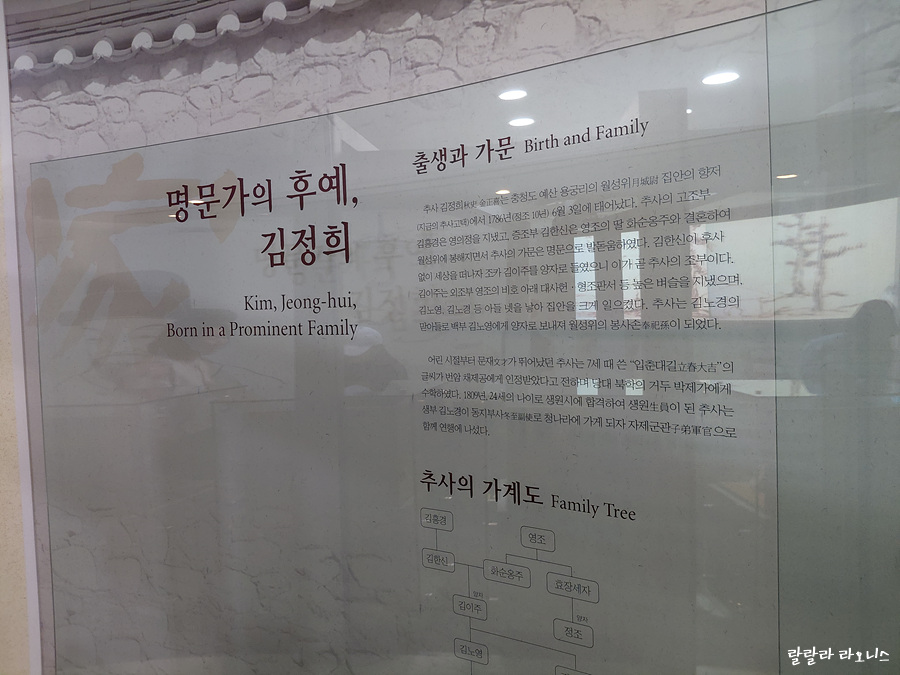 명문가의 후예,
김정희
Kim, Jeong-hui,
Born in a Prominent Family
출생과 가문 Birth and Family
추사 김정희秋史 金正喜는 충청도 예산 용궁리의 월성위月城尉 집안의 향저
(지금의 추사고택)에서 1786년(정조 10년) 6월 3일에 태어났다. 추사의 고조부
김흥경은 영의정을 지냈고, 증조부 김한신은 영조의 딸 화순옹주와 결혼하여
월성위에 봉해지면서 추사의 가문은 명문으로 발돋움하였다. 김한신이 후사
없이 세상을 떠나자 조카 김이주를 양자로 들였으니 이가 곧 추사의 조부이다.
김이주는 외조부 영조의 비호 아래 대사헌·형조판서 등 높은 벼슬을 지냈으며,
김노영, 김노경 등 아들 넷을 낳아 집안을 크게 일으켰다. 추사는 김노경의
맏아들로 백부 김노영에게 양자로 보내져 월성위의 봉사손奉祀孫이 되었다.
어린 시절부터 문재文才가 뛰어났던 추사는 7세 때 쓴 “입춘대길立春大吉”의
글씨가 번암 채제공에게 인정받았다고 전하며 당대 북학의 거두 박제가에게
수학하였다. 1809년, 24세의 나이로 생원시에 합격하여 생원生員이 된 추사는
생부 김노경이 동지부사冬至副使로 청나라에 가게 되자 자제군관子弟軍官으로
함께 연행에 나섰다.
추사의 가계도 Family Tree
김흥경
영조
김한신
화순옹주
효장세자
양자
김이주
양자
정조
김노영
랄랄라 라오니스